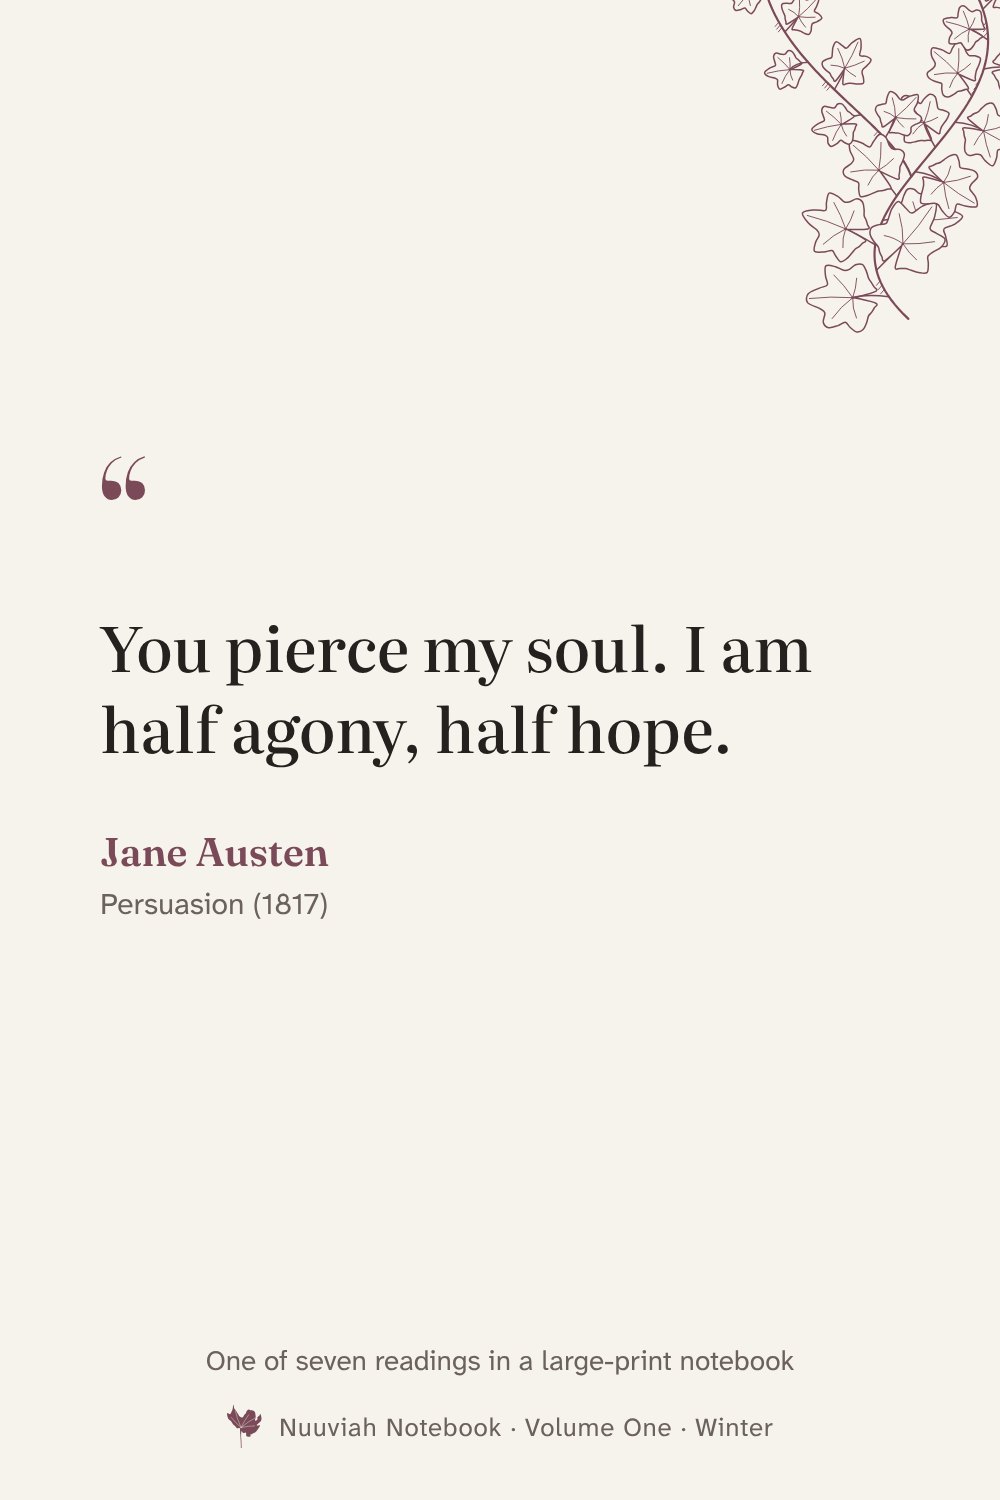 “
You pierce my soul. I am
half agony, half hope.
Jane Austen
Persuasion (1817)
One of seven readings in a large-print notebook
Nuuviah Notebook · Volume One · Winter